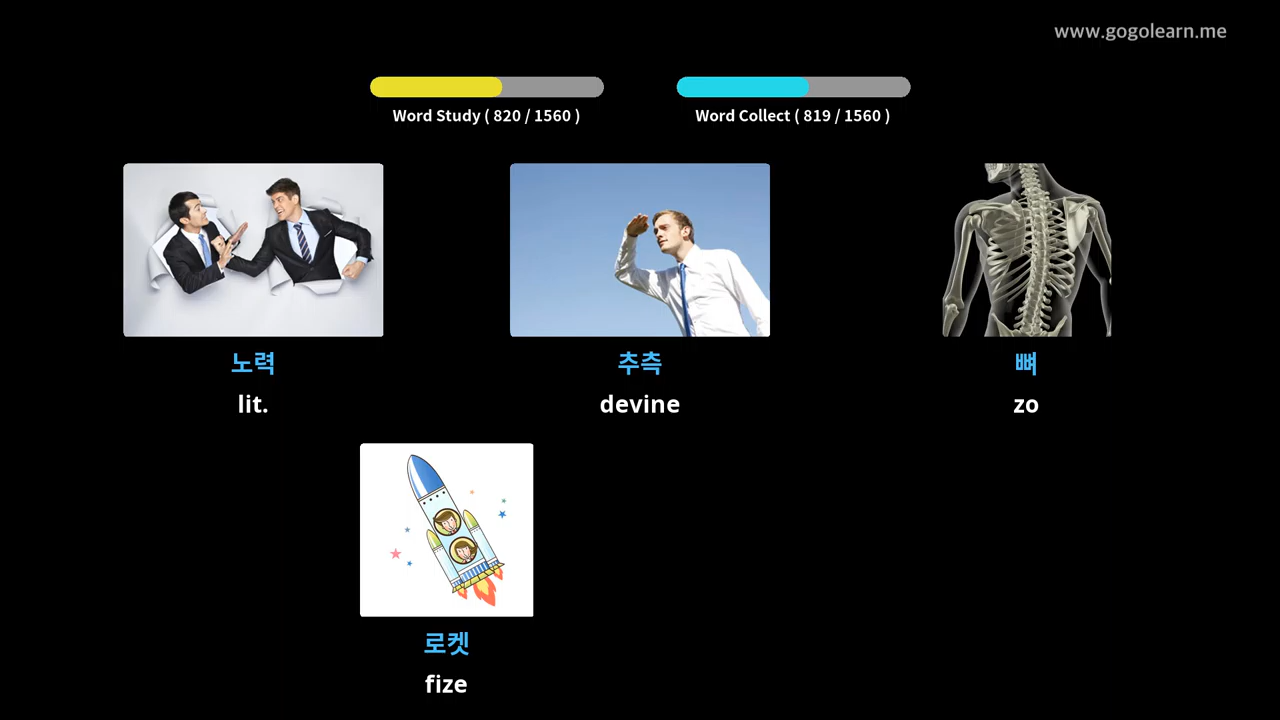 www.gogolearn.me
Word Study ( 820 / 1560 )
Word Collect ( 819 / 1560 )
노력
lit.
추측
devine
뼈
zo
로켓
fize